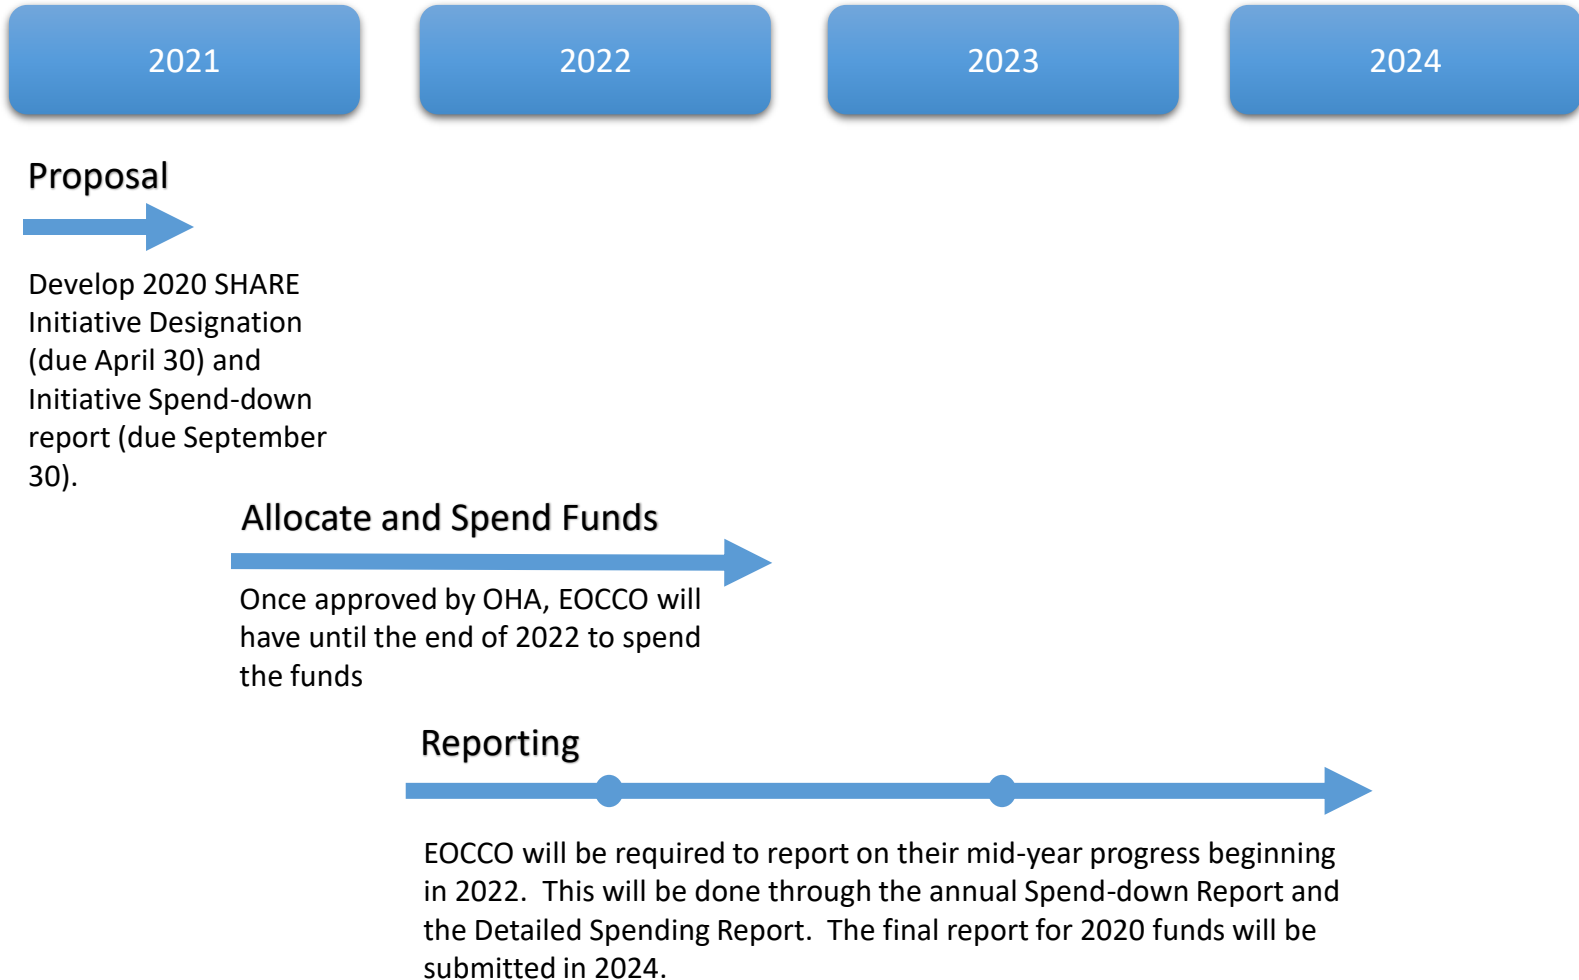 2021
2022
2023
2024
Proposal
Develop 2020 SHARE
Initiative Designation
(due April 30) and
Initiative Spend-down
report (due September
30).
Allocate and Spend Funds
Once approved by OHA, EOCCO will
have until the end of 2022 to spend
the funds
Reporting
EOCCO will be required to report on their mid-year progress beginning
in 2022.  This will be done through the annual Spend-down Report and
the Detailed Spending Report.  The final report for 2020 funds will be
submitted in 2024.